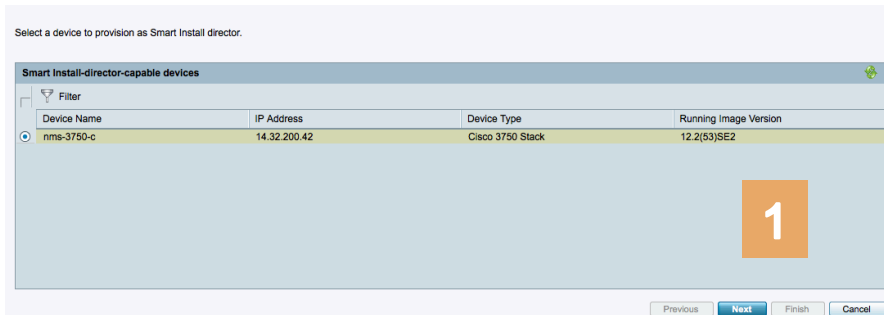 Select a device to provision as Smart Install director.
Smart Install-director-capable devices
Filter
Device Name IP Address Device Type Running Image Version
nms-3750-c 14.32.200.42 Cisco 3750 Stack 12.2(53)SE2
1
Previous Next Finish Cancel